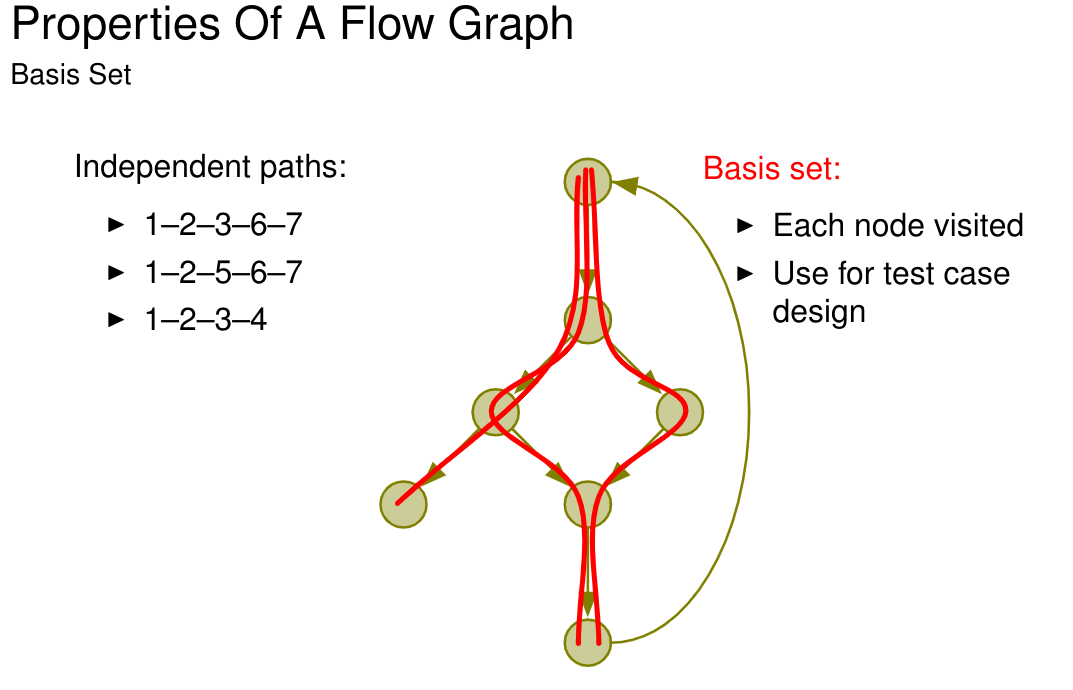 Properties Of A Flow Graph
Basis Set
Independent paths:
► 1–2–3–6–7
► 1–2–5–6–7
► 1–2–3–4
Basis set:
► Each node visited
► Use for test case
design